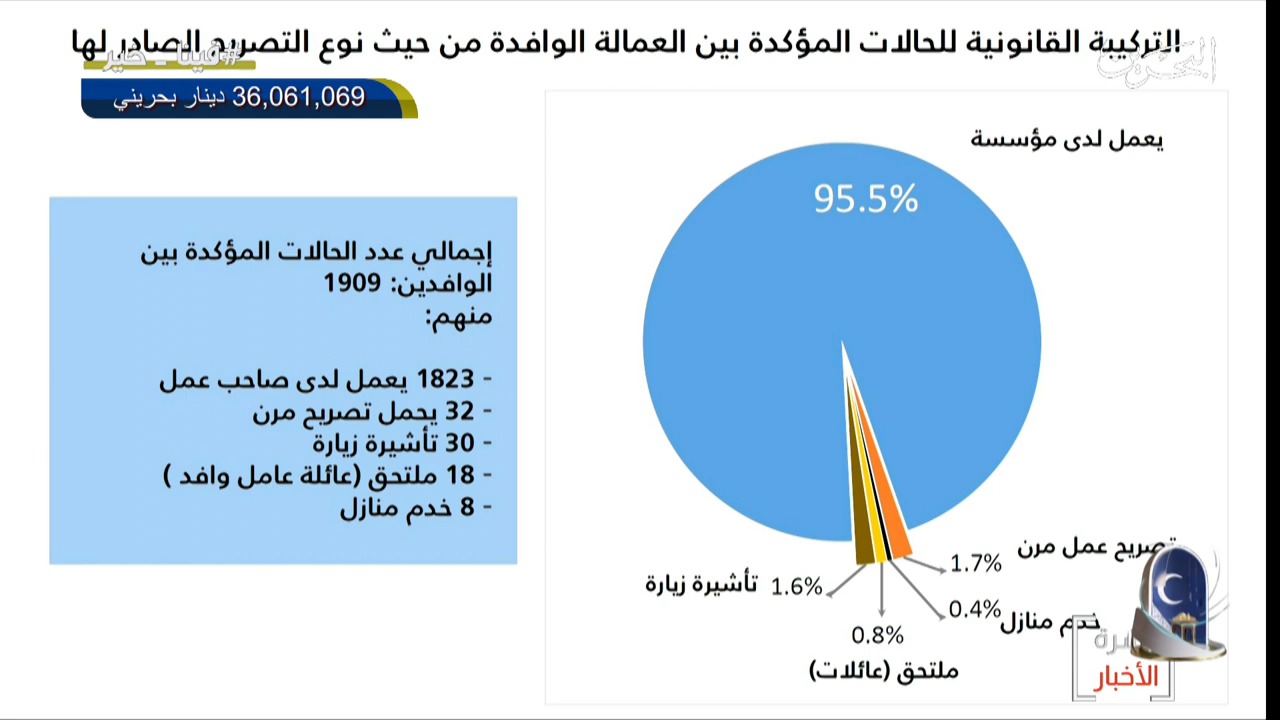 التركيبة القانونية للحالات المؤكدة بين العمالة الوافدة من حيث نوع التصريح الصادر لها
#فينا_خير
36,061,069 دينار بحريني
البحرين
يعمل لدى مؤسسة
95.5%
إجمالي عدد الحالات المؤكدة بين
الوافدين: 1909
منهم:
- 1823 يعمل لدى صاحب عمل
- 32 يحمل تصريح مرن
- 30 تأشيرة زيارة
- 18 ملتحق (عائلة عامل وافد )
- 8 خدم منازل
تصريح عمل مرن
1.7%
تأشيرة زيارة
1.6%
خدم منازل
0.4%
0.8%
ملتحق (عائلات)
الأخبار